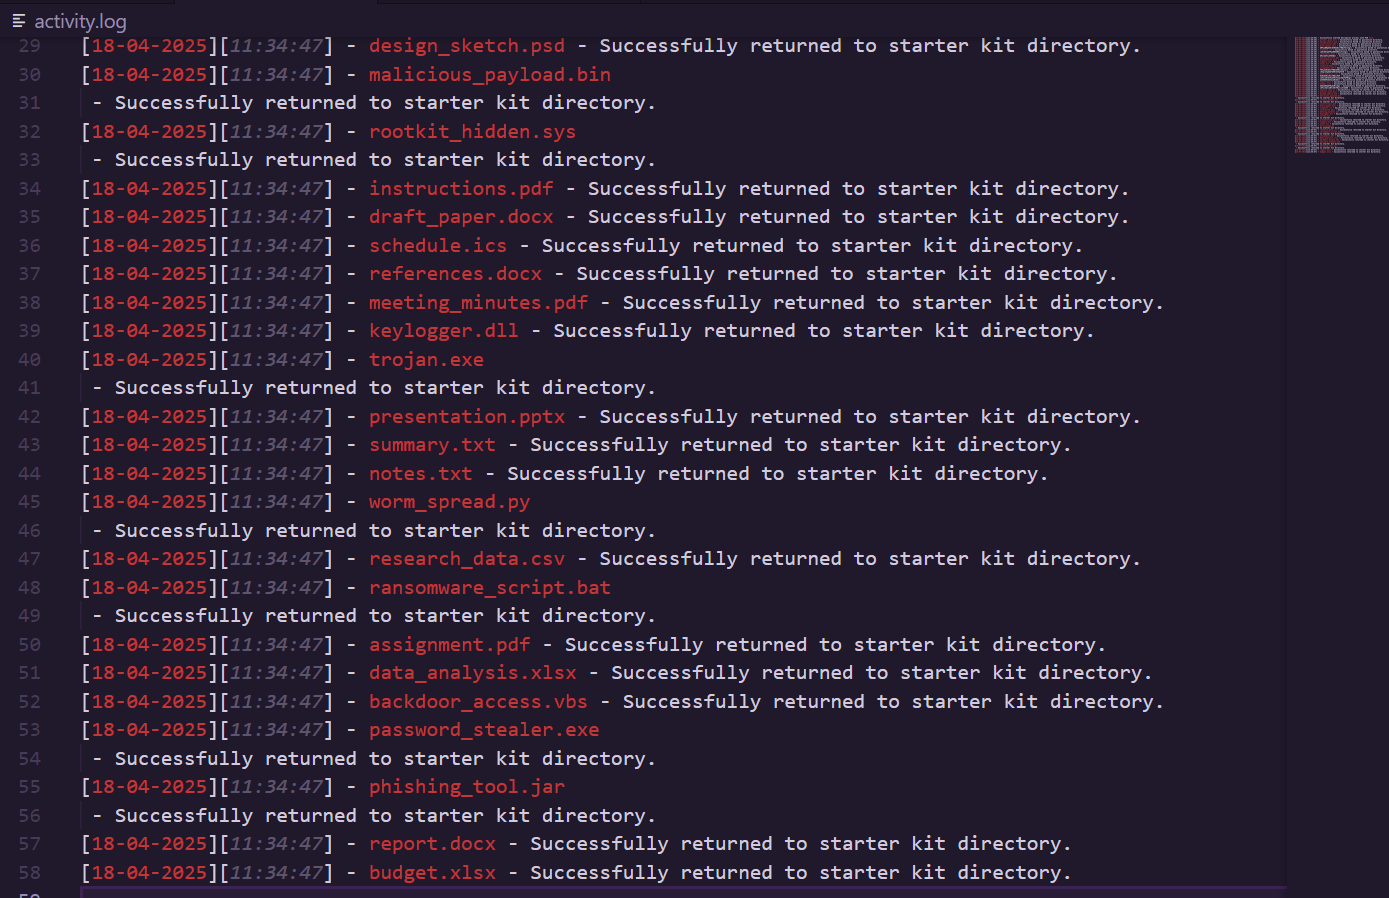 activity.log
29 [18-04-2025][11:34:47] - design_sketch.psd - Successfully returned to starter kit directory.
30 [18-04-2025][11:34:47] - malicious_payload.bin
31 - Successfully returned to starter kit directory.
32 [18-04-2025][11:34:47] - rootkit_hidden.sys
33 - Successfully returned to starter kit directory.
34 [18-04-2025][11:34:47] - instructions.pdf - Successfully returned to starter kit directory.
35 [18-04-2025][11:34:47] - draft_paper.docx - Successfully returned to starter kit directory.
36 [18-04-2025][11:34:47] - schedule.ics - Successfully returned to starter kit directory.
37 [18-04-2025][11:34:47] - references.docx - Successfully returned to starter kit directory.
38 [18-04-2025][11:34:47] - meeting_minutes.pdf - Successfully returned to starter kit directory.
39 [18-04-2025][11:34:47] - keylogger.dll - Successfully returned to starter kit directory.
40 [18-04-2025][11:34:47] - trojan.exe
41 - Successfully returned to starter kit directory.
42 [18-04-2025][11:34:47] - presentation.pptx - Successfully returned to starter kit directory.
43 [18-04-2025][11:34:47] - summary.txt - Successfully returned to starter kit directory.
44 [18-04-2025][11:34:47] - notes.txt - Successfully returned to starter kit directory.
45 [18-04-2025][11:34:47] - worm_spread.py
46 - Successfully returned to starter kit directory.
47 [18-04-2025][11:34:47] - research_data.csv - Successfully returned to starter kit directory.
48 [18-04-2025][11:34:47] - ransomware_script.bat
49 - Successfully returned to starter kit directory.
50 [18-04-2025][11:34:47] - assignment.pdf - Successfully returned to starter kit directory.
51 [18-04-2025][11:34:47] - data_analysis.xlsx - Successfully returned to starter kit directory.
52 [18-04-2025][11:34:47] - backdoor_access.vbs - Successfully returned to starter kit directory.
53 [18-04-2025][11:34:47] - password_stealer.exe
54 - Successfully returned to starter kit directory.
55 [18-04-2025][11:34:47] - phishing_tool.jar
56 - Successfully returned to starter kit directory.
57 [18-04-2025][11:34:47] - report.docx - Successfully returned to starter kit directory.
58 [18-04-2025][11:34:47] - budget.xlsx - Successfully returned to starter kit directory.